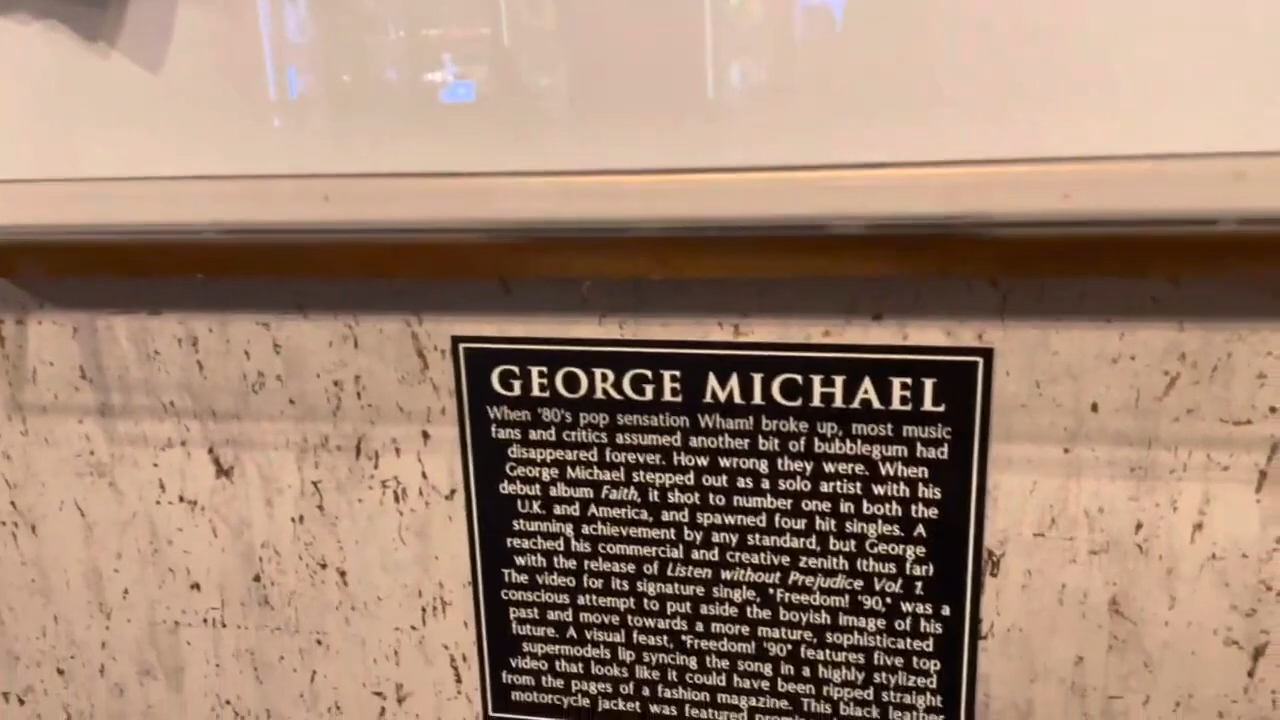 GEORGE MICHAEL
When '80's pop sensation Wham! broke up, most music
fans and critics assumed another bit of bubblegum had
disappeared forever. How wrong they were. When
George Michael stepped out as a solo artist with his
debut album Faith, it shot to number one in both the
U.K. and America, and spawned four hit singles. A
stunning achievement by any standard, but George
reached his commercial and creative zenith (thus far)
with the release of Listen without Prejudice Vol. 1.
The video for its signature single, "Freedom! '90," was a
conscious attempt to put aside the boyish image of his
past and move towards a more mature, sophisticated
future. A visual feast, "Freedom! '90" features five top
supermodels lip syncing the song in a highly stylized
video that looks like it could have been ripped straight
from the pages of a fashion magazine. This black leather
motorcycle jacket was featured